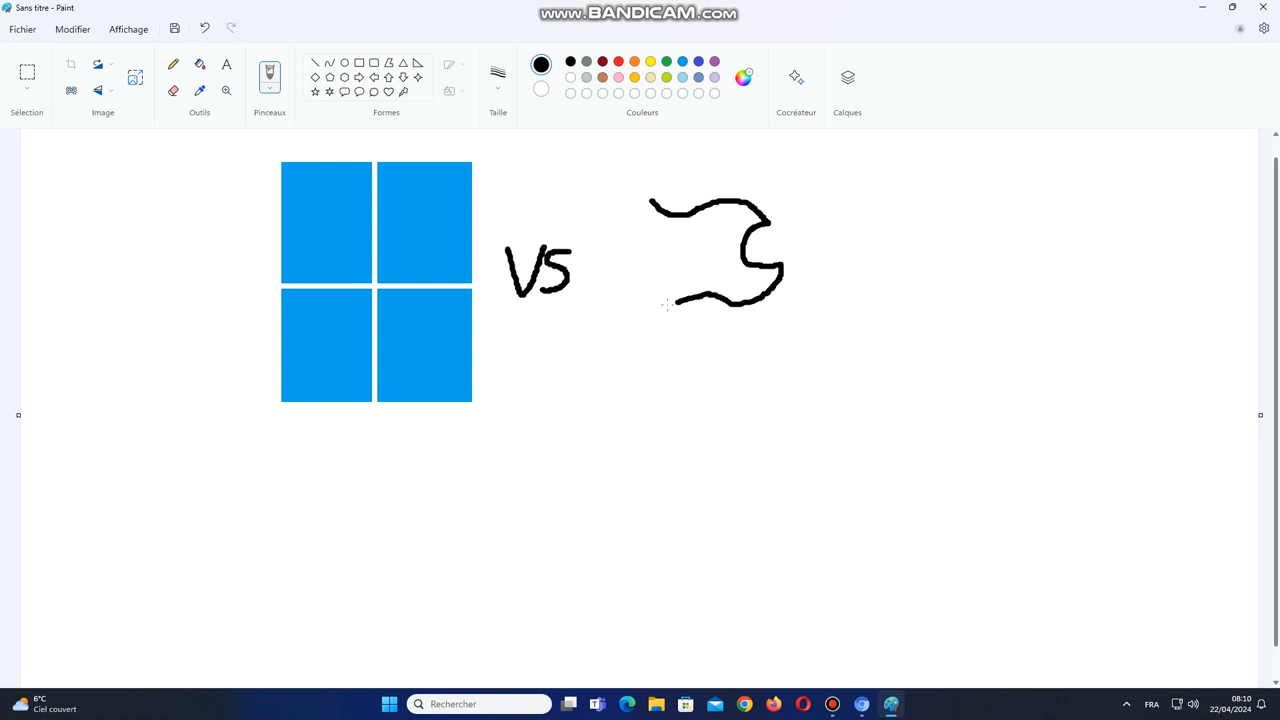 Sans titre - Paint
www.BANDICAM.com
Fichier
Modifier
Affichage
Sélection
Image
Outils
Pinceaux
Formes
Taille
Couleurs
Cocréateur
Calques
VS
6°C
Ciel couvert
Rechercher
FRA
08:10
22/04/2024